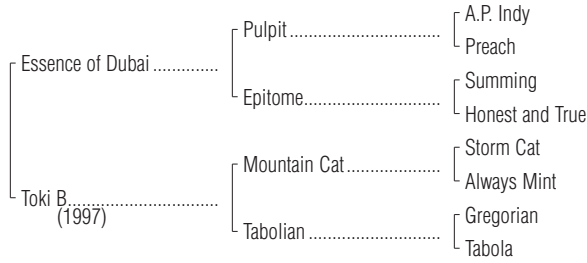 A.P. Indy
Pulpit
Preach
Essence of Dubai
Summing
Epitome
Honest and True
Storm Cat
Mountain Cat
Always Mint
Toki B.
(1997)
Gregorian
Tabolian
Tabola